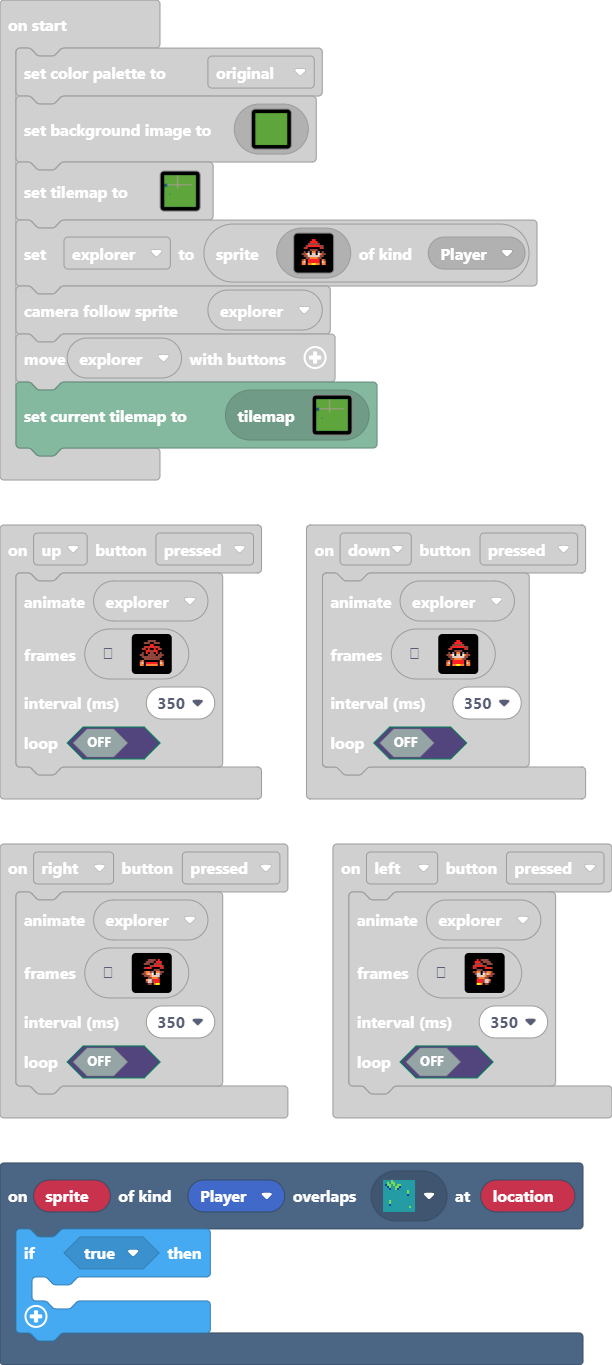 on start
set color palette to original
set background image to
set tilemap to
set explorer to sprite of kind Player
camera follow sprite explorer
move explorer with buttons
set current tilemap to tilemap
on up button pressed
animate explorer
frames
interval (ms) 350
loop OFF
on down button pressed
animate explorer
frames
interval (ms) 350
loop OFF
on right button pressed
animate explorer
frames
interval (ms) 350
loop OFF
on left button pressed
animate explorer
frames
interval (ms) 350
loop OFF
on sprite of kind Player overlaps at location
if true then